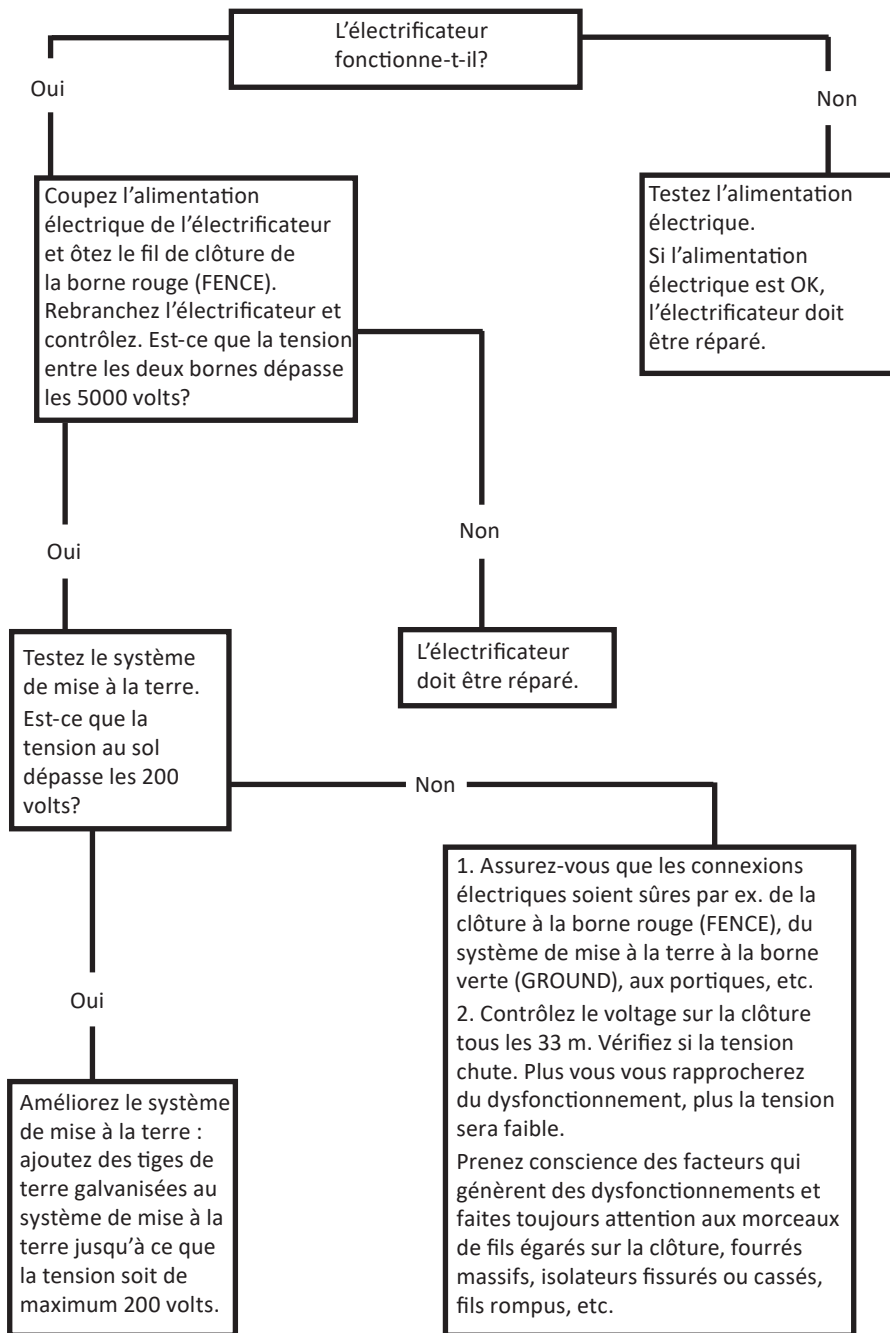 L'électrificateur
fonctionne-t-il?
Oui
Non
Coupez l'alimentation
électrique de l'électrificateur
et ôtez le fil de clôture de
la borne rouge (FENCE).
Rebranchez l'électrificateur et
contrôlez. Est-ce que la tension
entre les deux bornes dépasse
les 5000 volts?
Testez l'alimentation
électrique.
Si l'alimentation
électrique est OK,
l'électrificateur doit
être réparé.
Oui
Non
Testez le système
de mise à la terre.
Est-ce que la
tension au sol
dépasse les 200
volts?
L'électrificateur
doit être réparé.
Non
Oui
1. Assurez-vous que les connexions
électriques soient sûres par ex. de la
clôture à la borne rouge (FENCE), du
système de mise à la terre à la borne
verte (GROUND), aux portiques, etc.
2. Contrôlez le voltage sur la clôture
tous les 33 m. Vérifiez si la tension
chute. Plus vous vous rapprocherez
du dysfonctionnement, plus la tension
sera faible.
Prenez conscience des facteurs qui
génèrent des dysfonctionnements et
faites toujours attention aux morceaux
de fils égarés sur la clôture, fourrés
massifs, isolateurs fissurés ou cassés,
fils rompus, etc.
Améliorez le système
de mise à la terre :
ajoutez des tiges de
terre galvanisées au
système de mise à la
terre jusqu'à ce que
la tension soit de
maximum 200 volts.